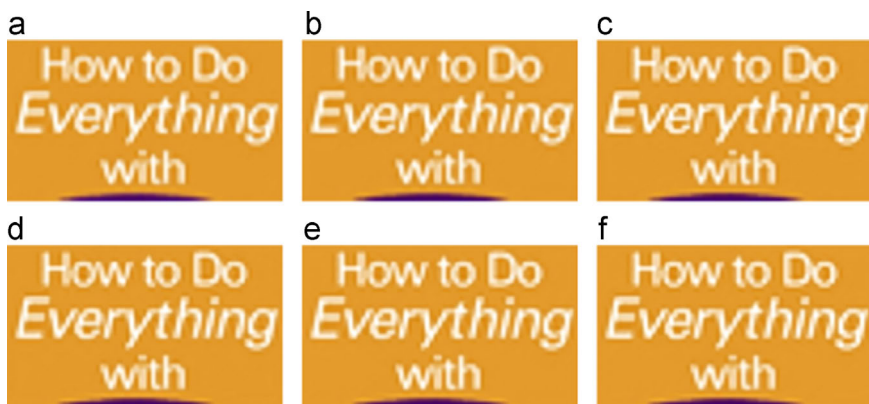 a b c
How to Do How to Do How to Do
Everything Everything Everything
with with with
d e f
How to Do How to Do How to Do
Everything Everything Everything
with with with